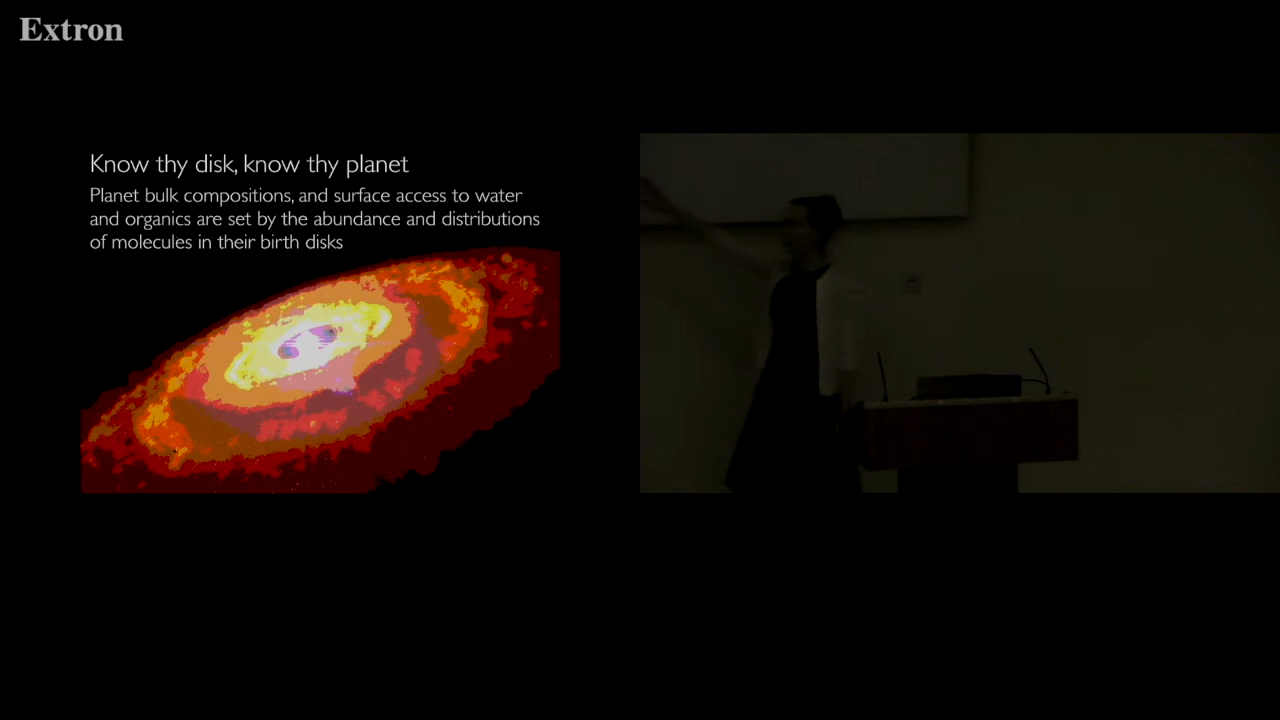 Extron
Know thy disk, know thy planet
Planet bulk compositions, and surface access to water
and organics are set by the abundance and distributions
of molecules in their birth disks